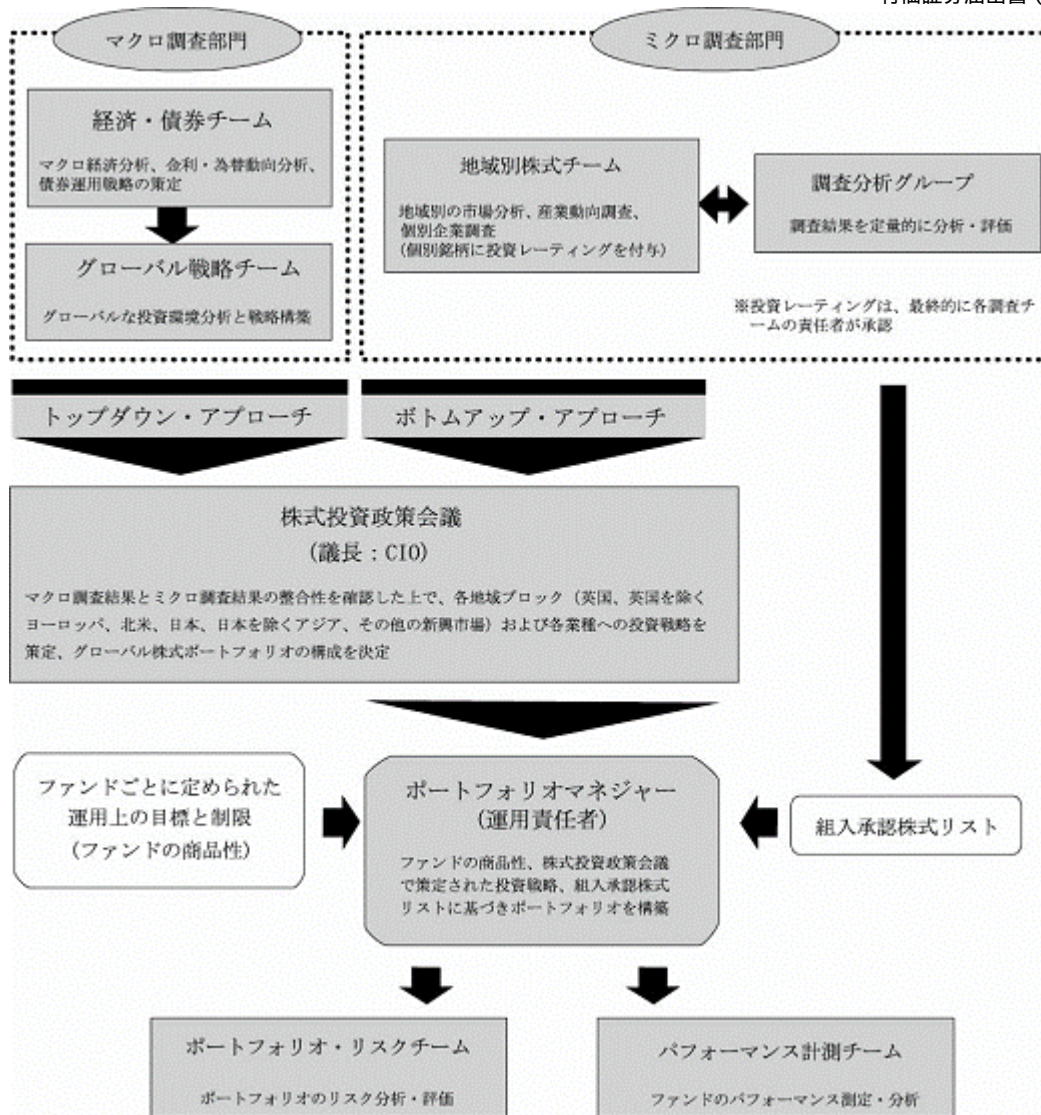 マクロ調査部門
経済・債券チーム
マクロ経済分析、金利・為替動向分析、
債券運用戦略の策定
グローバル戦略チーム
グローバルな投資環境分析と戦略構築
ミクロ調査部門
地域別株式チーム
地域別の市場分析、産業動向調査、
個別企業調査
(個別銘柄に投資レーティングを付与)
調査分析グループ
調査結果を定量的に分析・評価
※投資レーティングは、最終的に各調査チ
ームの責任者が承認
トップダウン・アプローチ
ボトムアップ・アプローチ
株式投資政策会議
(議長：CIO)
マクロ調査結果とミクロ調査結果の整合性を確認した上で、各地域ブロック（英国、英国を除く
ヨーロッパ、北米、日本、日本を除くアジア、その他の新興市場）および各業種への投資戦略を
策定、グローバル株式ポートフォリオの構成を決定
ファンドごとに定められた
運用上の目標と制限
(ファンドの商品性)
ポートフォリオマネジャー
(運用責任者)
ファンドの商品性、株式投資政策会議
で策定された投資戦略、組入承認株式
リストに基づきポートフォリオを構築
組入承認株式リスト
ポートフォリオ・リスクチーム
ポートフォリオのリスク分析・評価
パフォーマンス計測チーム
ファンドのパフォーマンス測定・分析